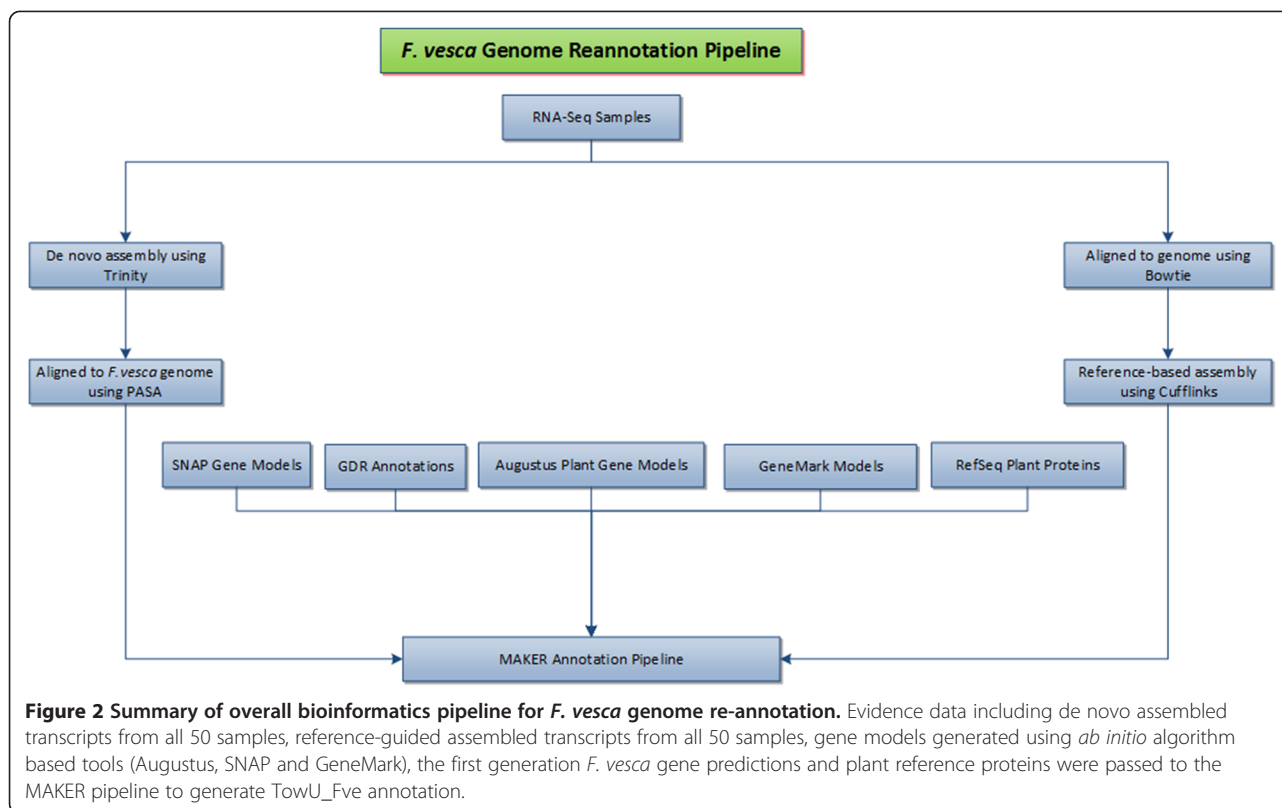 F. vesca Genome Reannotation Pipeline
RNA-Seq Samples
De novo assembly using
Trinity
Aligned to genome using
Bowtie
Aligned to F. vesca genome
using PASA
Reference-based assembly
using Cufflinks
SNAP Gene Models
GDR Annotations
Augustus Plant Gene Models
GeneMark Models
RefSeq Plant Proteins
MAKER Annotation Pipeline
Figure 2 Summary of overall bioinformatics pipeline for F. vesca genome re-annotation. Evidence data including de novo assembled
transcripts from all 50 samples, reference-guided assembled transcripts from all 50 samples, gene models generated using ab initio algorithm
based tools (Augustus, SNAP and GeneMark), the first generation F. vesca gene predictions and plant reference proteins were passed to the
MAKER pipeline to generate TowU_Fve annotation.